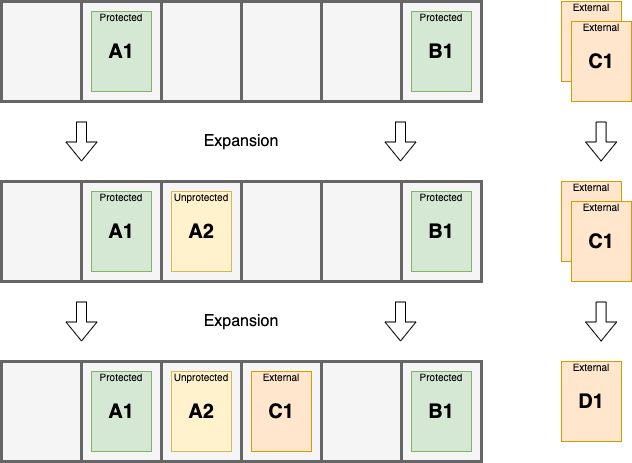 Protected
A1
Protected
B1
External
External
C1
Expansion
Protected
A1
Unprotected
A2
Protected
B1
External
External
C1
Expansion
Protected
A1
Unprotected
A2
External
C1
Protected
B1
External
D1